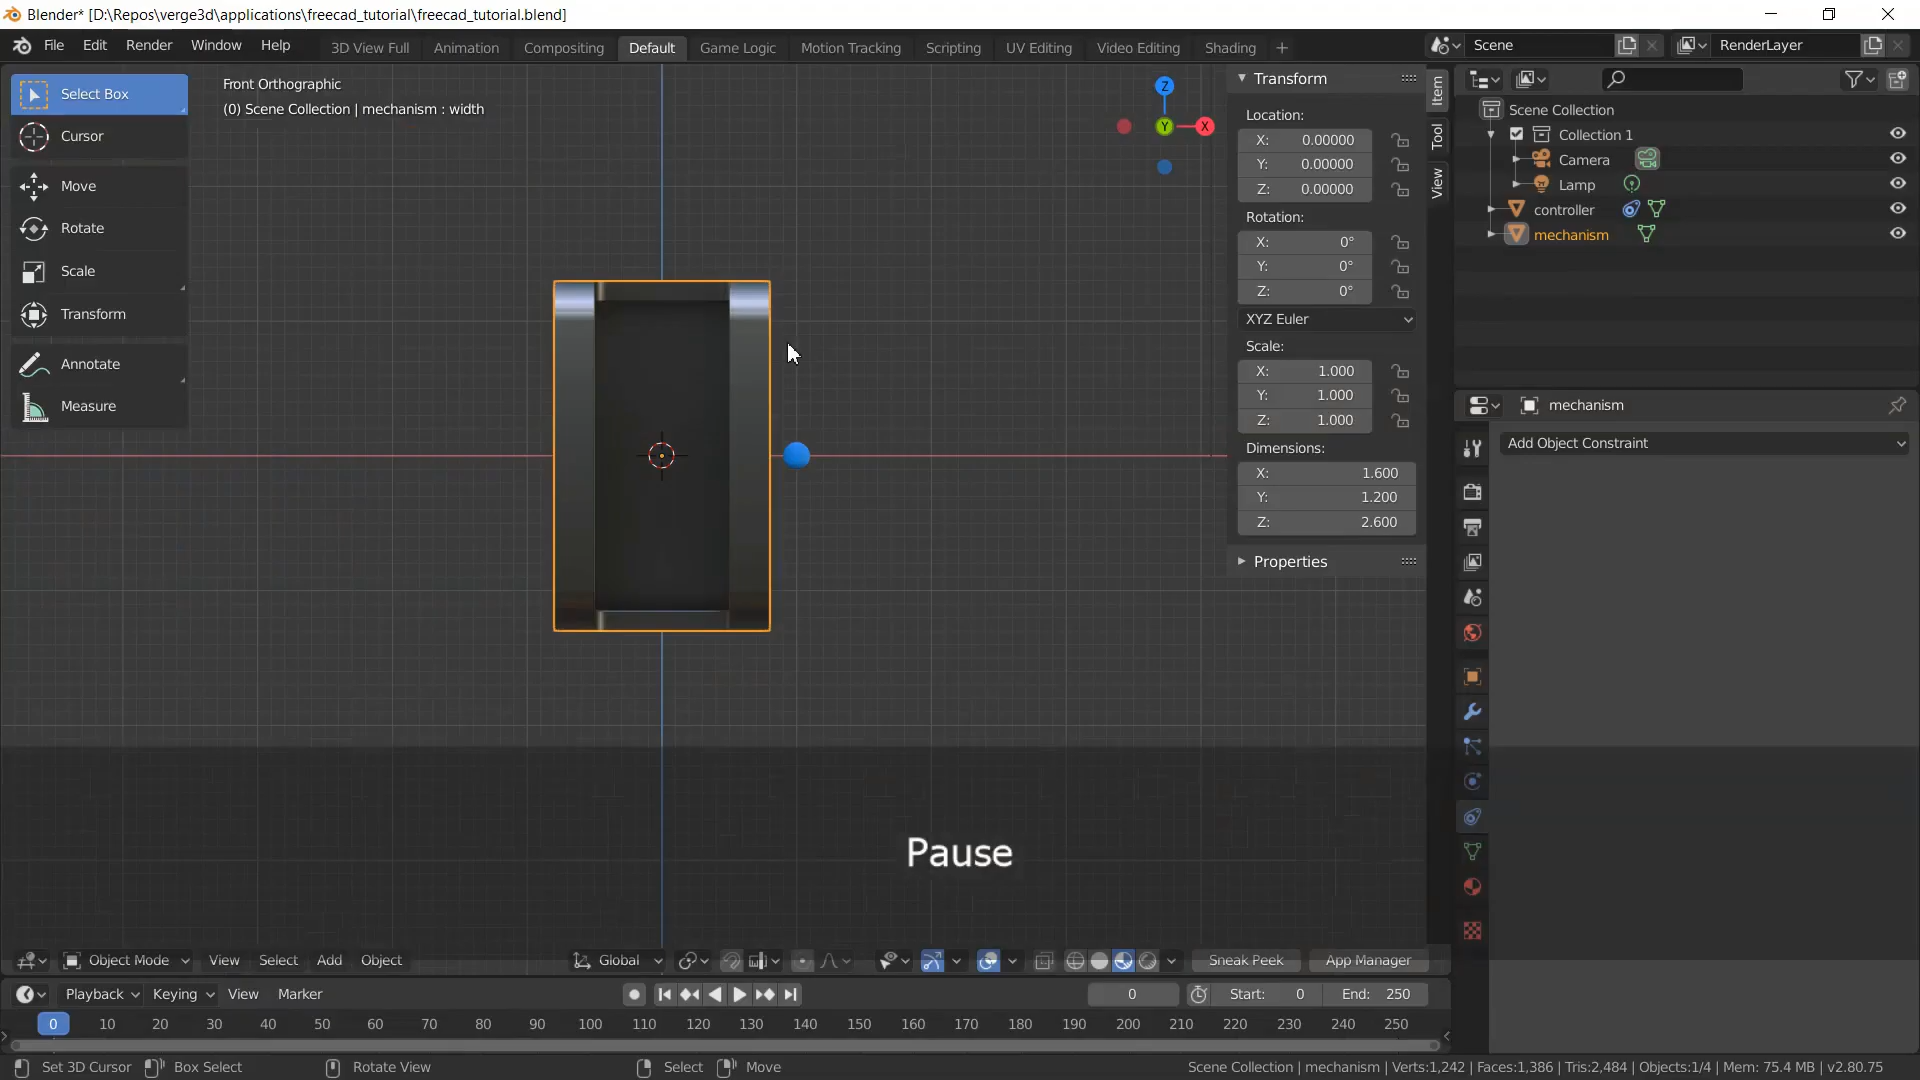 Blender* [D:\Repos\verge3d\applications\freecad_tutorial\freecad_tutorial.blend]
File Edit Render Window Help 3D View Full Animation Compositing Default Game Logic Motion Tracking Scripting UV Editing Video Editing Shading + Scene RenderLayer
Select Box
Cursor
Move
Rotate
Scale
Transform
Annotate
Measure
Front Orthographic
(0) Scene Collection | mechanism : width
Z
Y
X
Transform
Location:
X: 0.00000
Y: 0.00000
Z: 0.00000
Rotation:
X: 0°
Y: 0°
Z: 0°
XYZ Euler
Scale:
X: 1.000
Y: 1.000
Z: 1.000
Dimensions:
X: 1.600
Y: 1.200
Z: 2.600
Properties
Item
Tool
View
Scene Collection
Collection 1
Camera
Lamp
controller
mechanism
mechanism
Add Object Constraint
Pause
Object Mode View Select Add Object Global Sneak Peek App Manager
Playback Keying View Marker 0 Start: 0 End: 250
0 10 20 30 40 50 60 70 80 90 100 110 120 130 140 150 160 170 180 190 200 210 220 230 240 250
Set 3D Cursor Box Select Rotate View Select Move Scene Collection | mechanism | Verts:1,242 | Faces:1,386 | Tris:2,484 | Objects:1/4 | Mem: 75.4 MB | v2.80.75